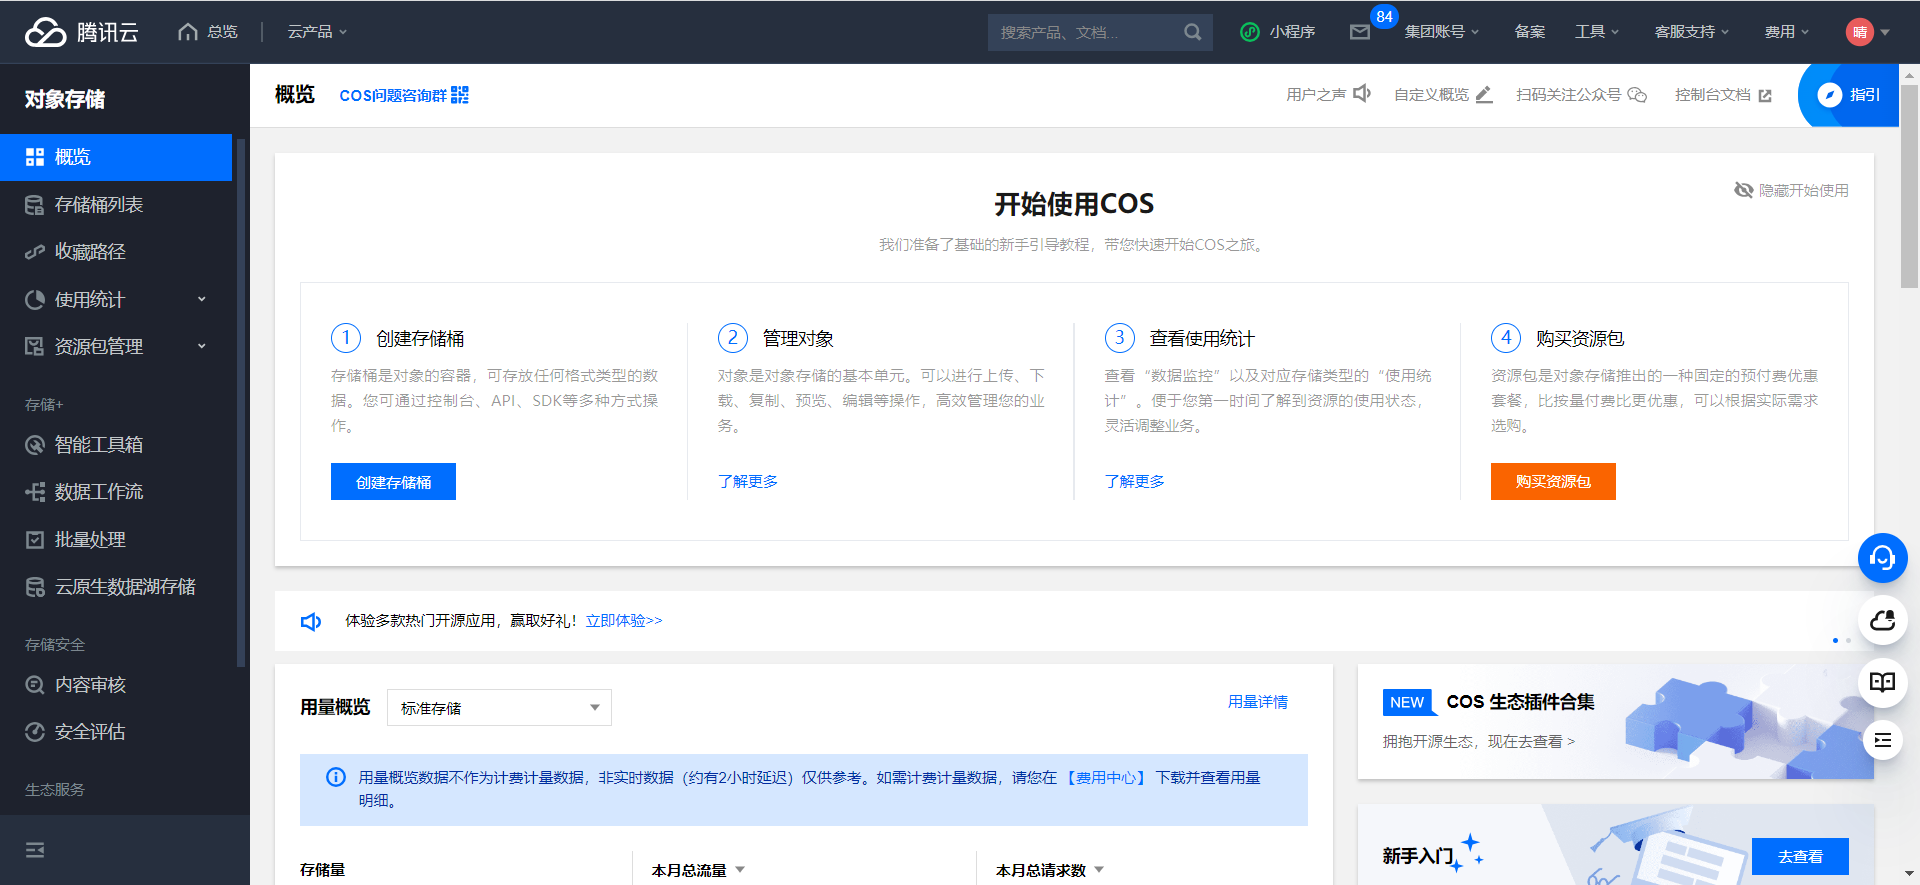 腾讯云
总览
云产品
搜索产品、文档...
小程序
84
集团账号
备案
工具
客服支持
费用
晴
对象存储
概览
存储桶列表
收藏路径
使用统计
资源包管理
存储+
智能工具箱
数据工作流
批量处理
云原生数据湖存储
存储安全
内容审核
安全评估
生态服务
概览
COS问题咨询群
用户之声
自定义概览
扫码关注公众号
控制台文档
指引
开始使用COS
隐藏开始使用
我们准备了基础的新手引导教程，带您快速开始COS之旅。
1 创建存储桶
存储桶是对象的容器，可存放任何格式类型的数
据。您可通过控制台、API、SDK等多种方式操
作。
创建存储桶
2 管理对象
对象是对象存储的基本单元。可以进行上传、下
载、复制、预览、编辑等操作，高效管理您的业
务。
了解更多
3 查看使用统计
查看“数据监控”以及对应存储类型的“使用统
计”。便于您第一时间了解到资源的使用状态，
灵活调整业务。
了解更多
4 购买资源包
资源包是对象存储推出的一种固定的预付费优惠
套餐，比按量付费比更优惠，可以根据实际需求
选购。
购买资源包
体验多款热门开源应用，赢取好礼！立即体验>>
用量概览
标准存储
用量详情
用量概览数据不作为计费计量数据，非实时数据（约有2小时延迟）仅供参考。如需计费计量数据，请您在【费用中心】下载并查看用量
明细。
存储量
本月总流量
本月总请求数
NEW COS 生态插件合集
拥抱开源生态，现在去查看 >
新手入门
去查看